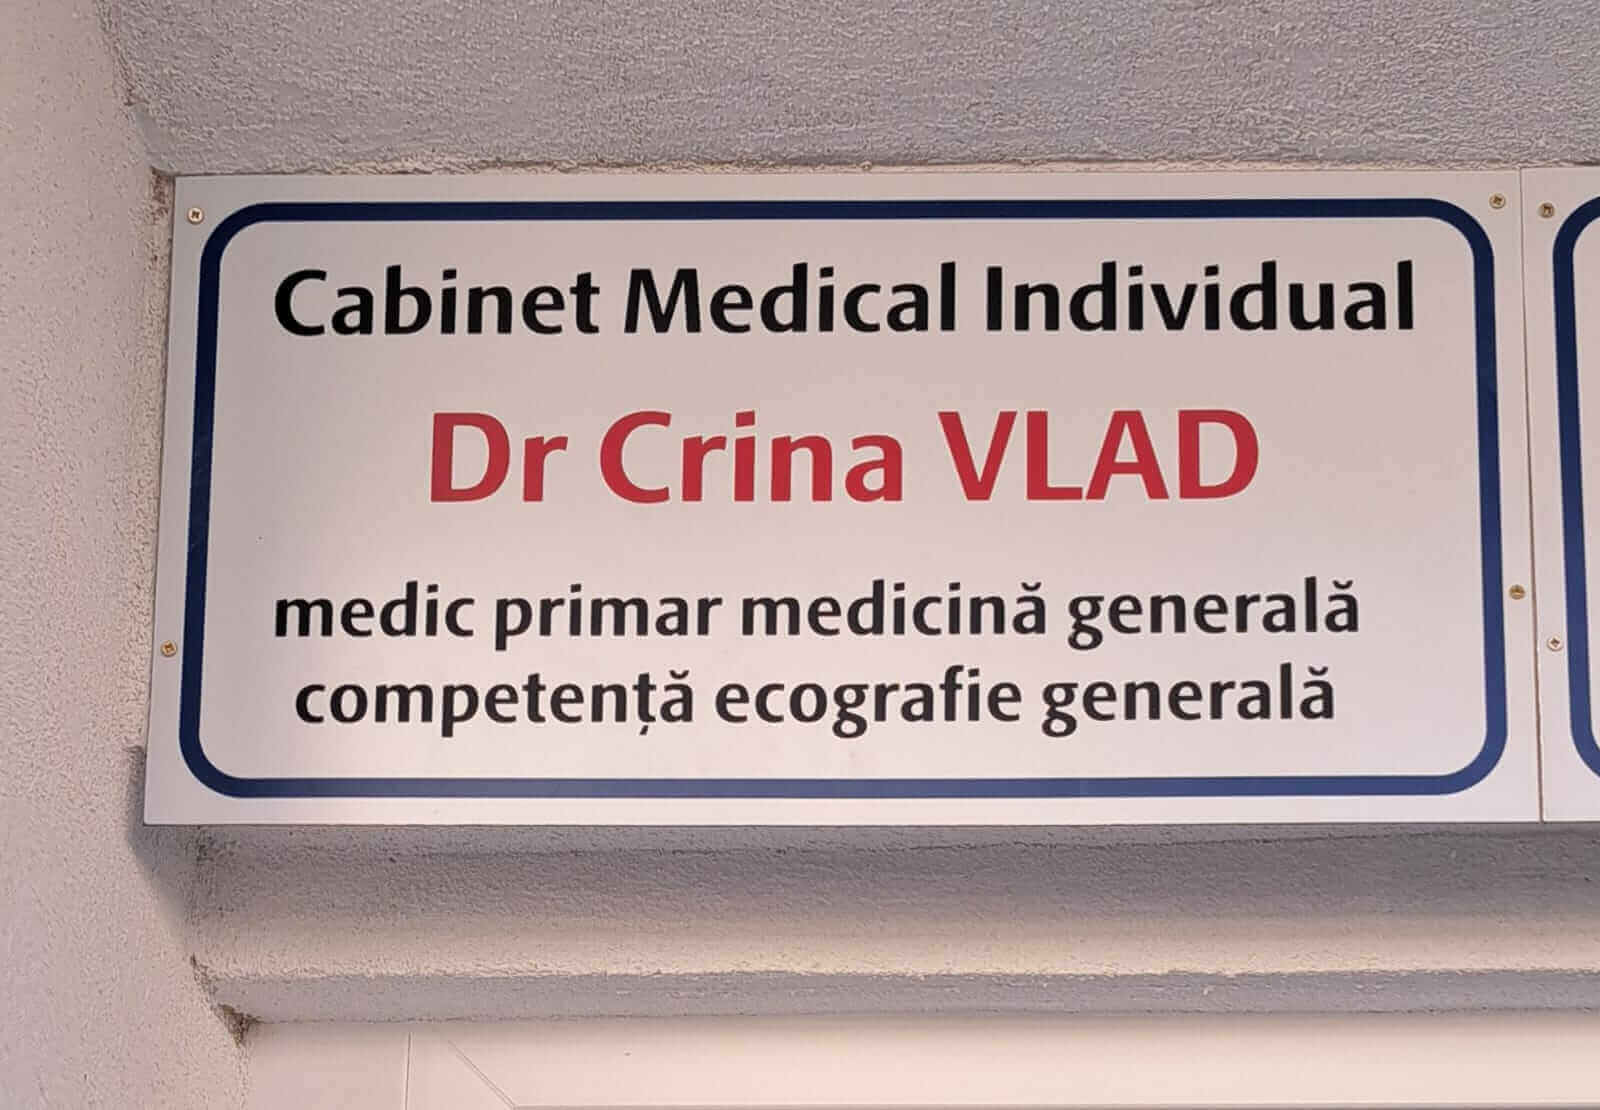 Cabinet Medical Individual
Dr Crina VLAD
medic primar medicină generală
competență ecografie generală